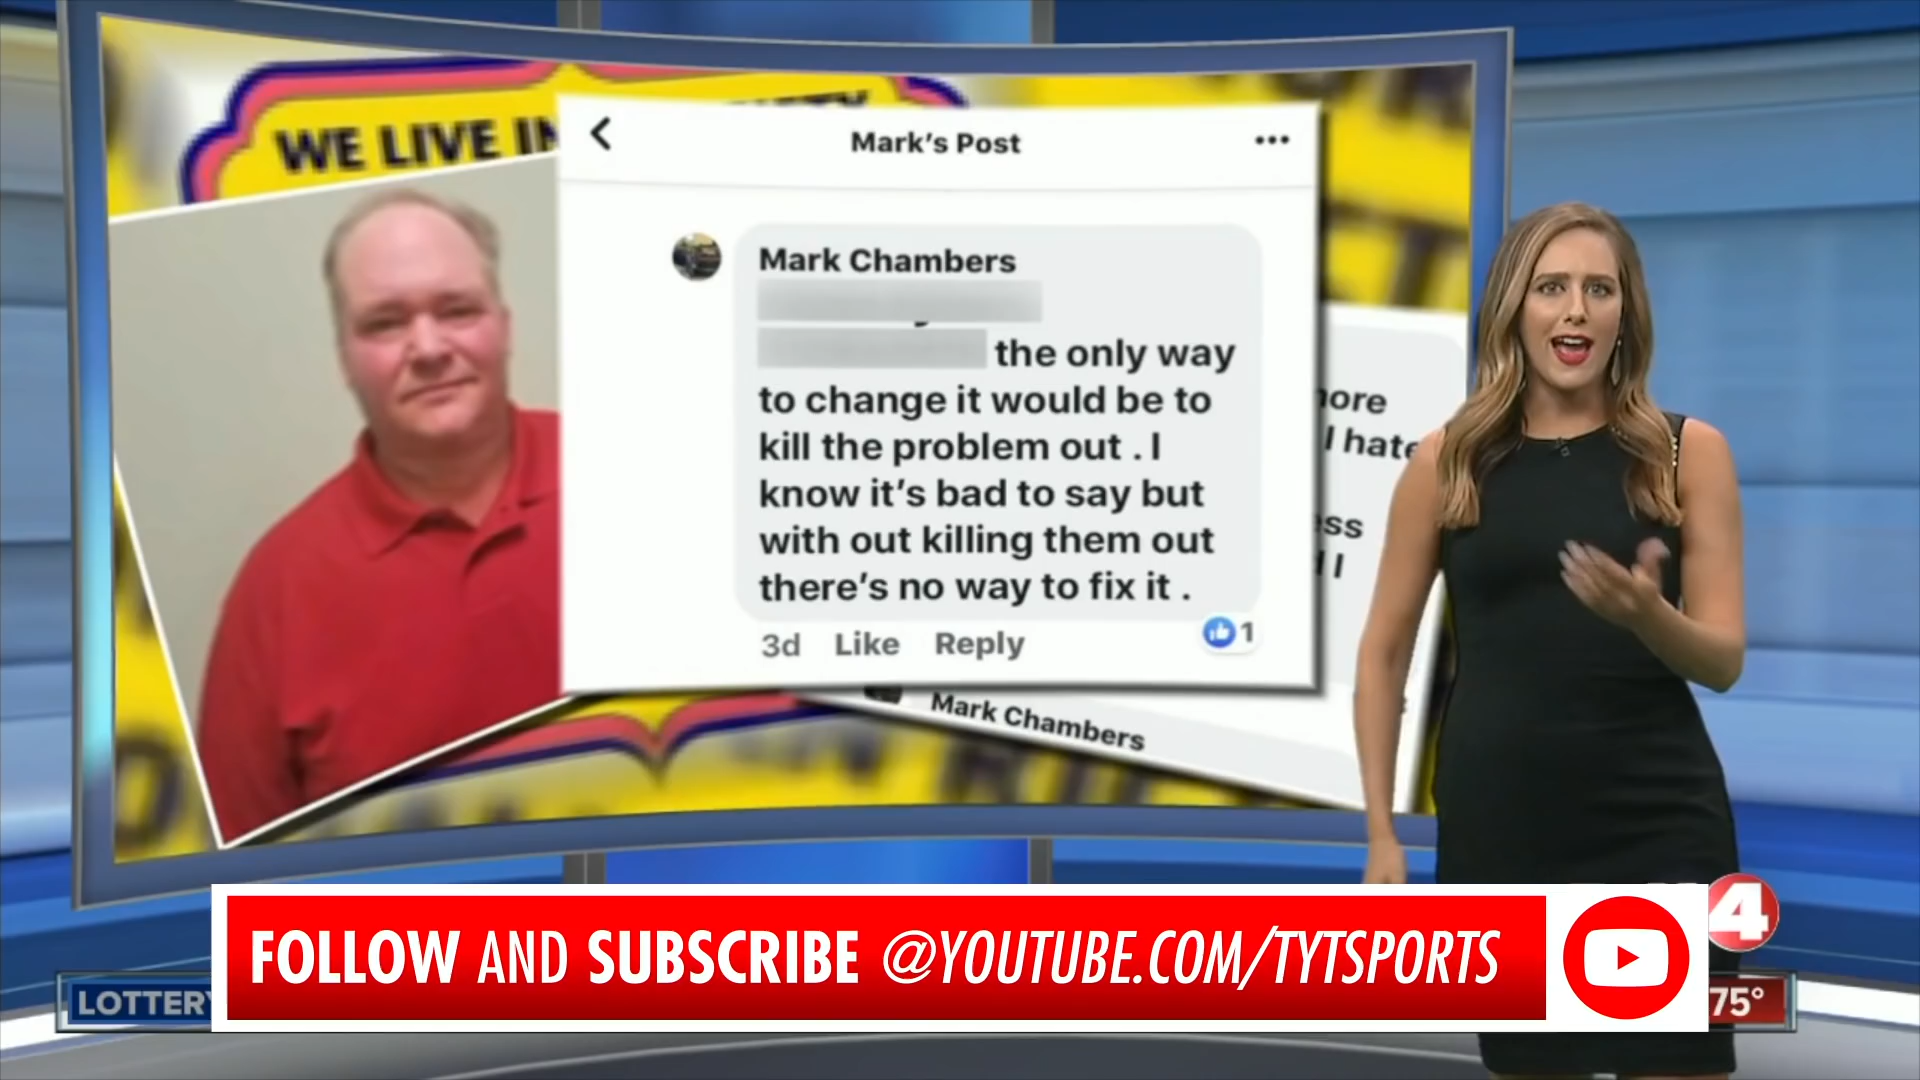 WE LIVE IN
Mark's Post
Mark Chambers
the only way
to change it would be to
kill the problem out . I
know it's bad to say but
with out killing them out
there's no way to fix it .
3d Like Reply
1
I hate
I
Mark Chambers
FOLLOW AND SUBSCRIBE @YOUTUBE.COM/TYTSPORTS
4
LOTTERY
75°